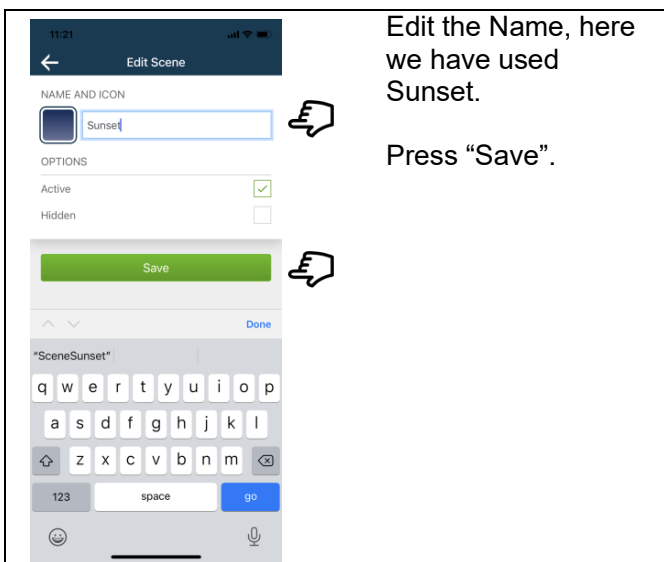 11:21
Edit Scene
NAME AND ICON
Sunset
OPTIONS
Active
Hidden
Save
Done
“SceneSunset”
q w e r t y u i o p
a s d f g h j k l
z x c v b n m
123 space go
Edit the Name, here
we have used
Sunset.
Press “Save”.